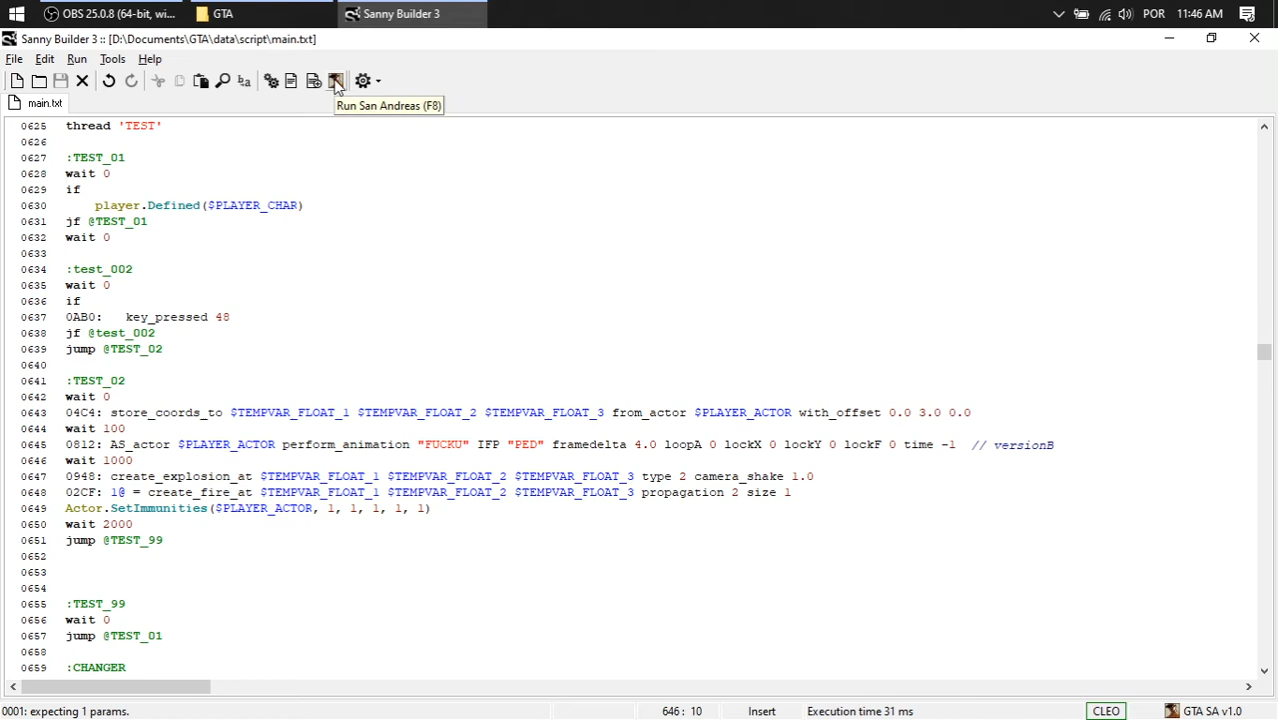 OBS 25.0.8 (64-bit, wi...
GTA
Sanny Builder 3
POR
11:46 AM
Sanny Builder 3 :: [D:\Documents\GTA\data\script\main.txt]
File Edit Run Tools Help
Run San Andreas (F8)
main.txt
0625 thread 'TEST'
0626
0627 :TEST_01
0628 wait 0
0629 if
0630 player.Defined($PLAYER_CHAR)
0631 jf @TEST_01
0632 wait 0
0633
0634 :test_002
0635 wait 0
0636 if
0637 0AB0: key_pressed 48
0638 jf @test_002
0639 jump @TEST_02
0640
0641 :TEST_02
0642 wait 0
0643 04C4: store_coords_to $TEMPVAR_FLOAT_1 $TEMPVAR_FLOAT_2 $TEMPVAR_FLOAT_3 from_actor $PLAYER_ACTOR with_offset 0.0 3.0 0.0
0644 wait 100
0645 0812: AS_actor $PLAYER_ACTOR perform_animation "FUCKU" IFP "PED" framedelta 4.0 loopA 0 lockX 0 lockY 0 lockF 0 time -1 // versionB
0646 wait 1000
0647 0948: create_explosion_at $TEMPVAR_FLOAT_1 $TEMPVAR_FLOAT_2 $TEMPVAR_FLOAT_3 type 2 camera_shake 1.0
0648 02CF: 1@ = create_fire_at $TEMPVAR_FLOAT_1 $TEMPVAR_FLOAT_2 $TEMPVAR_FLOAT_3 propagation 2 size 1
0649 Actor.SetImmunities($PLAYER_ACTOR, 1, 1, 1, 1, 1)
0650 wait 2000
0651 jump @TEST_99
0652
0653
0654
0655 :TEST_99
0656 wait 0
0657 jump @TEST_01
0658
0659 :CHANGER
0001: expecting 1 params.
646: 10
Insert
Execution time 31 ms
CLEO
GTA SA v1.0